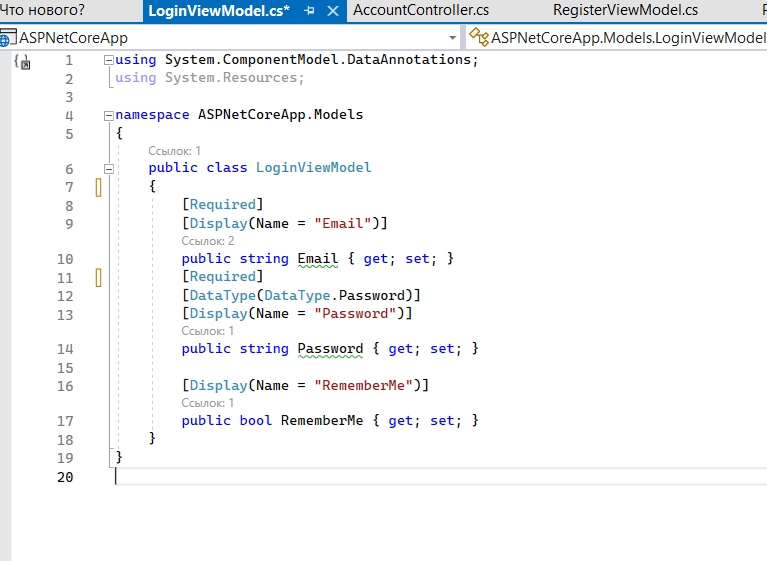 Что нового?
LoginViewModel.cs*
AccountController.cs
RegisterViewModel.cs
ASPNetCoreApp
ASPNetCoreApp.Models.LoginViewModel
1 using System.ComponentModel.DataAnnotations;
2 using System.Resources;
3
4 namespace ASPNetCoreApp.Models
5 {
Ссылок: 1
6 public class LoginViewModel
7 {
8 [Required]
9 [Display(Name = "Email")]
Ссылок: 2
10 public string Email { get; set; }
11 [Required]
12 [DataType(DataType.Password)]
13 [Display(Name = "Password")]
Ссылок: 1
14 public string Password { get; set; }
15
16 [Display(Name = "RememberMe")]
Ссылок: 1
17 public bool RememberMe { get; set; }
18 }
19 }
20